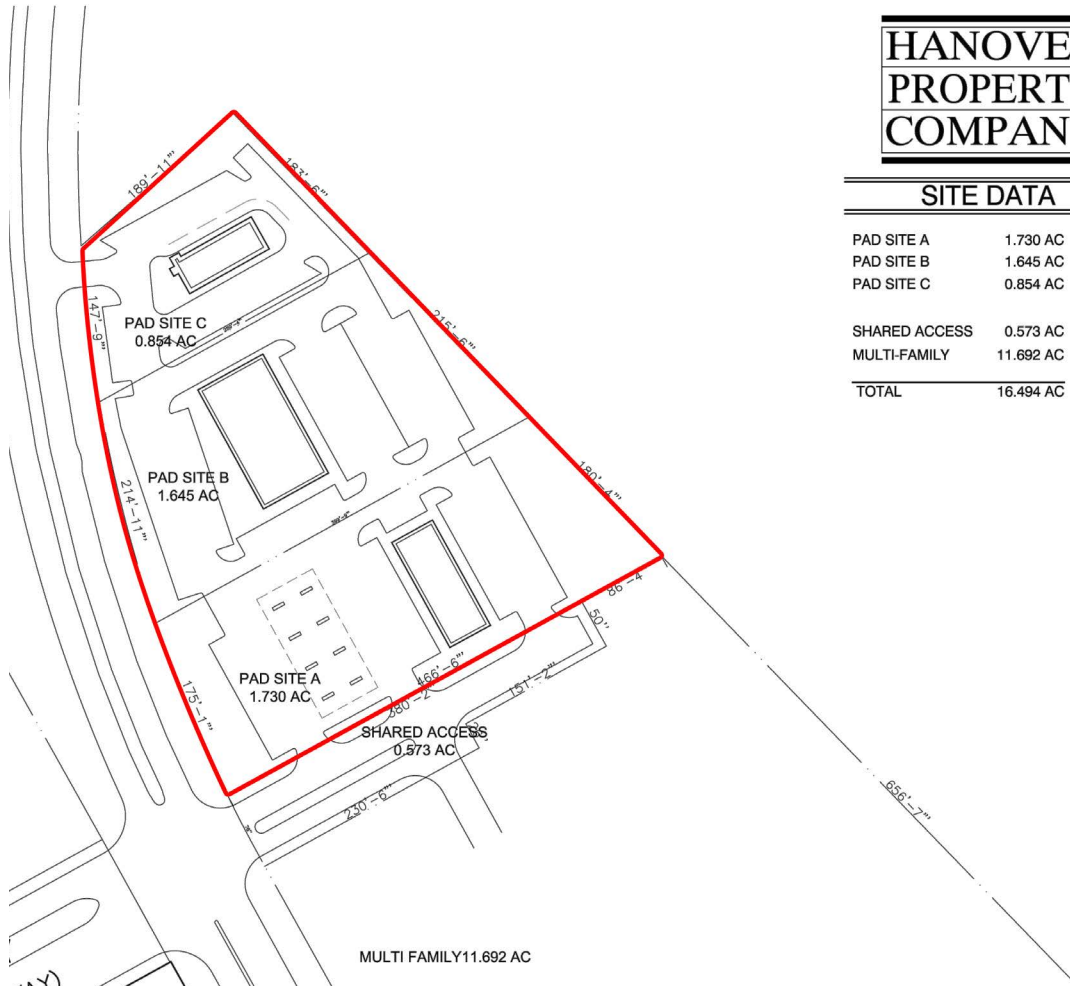 HANOVE
PROPERT
COMPAN
SITE DATA
PAD SITE A 1.730 AC
PAD SITE B 1.645 AC
PAD SITE C 0.854 AC
SHARED ACCESS 0.573 AC
MULTI-FAMILY 11.692 AC
TOTAL 16.494 AC
189'-11"'
183'-6"'
147'-9"'
PAD SITE C
0.854 AC
215'-6"'
PAD SITE B
1.645 AC
214'-11"'
180'-4"'
86'-4
50'
PAD SITE A
1.730 AC
175'-1"'
466'-6"'
380'-2"
151'-2"'
SHARED ACCESS
0.573 AC
230'-6"'
656'-7"'
MULTI FAMILY11.692 AC